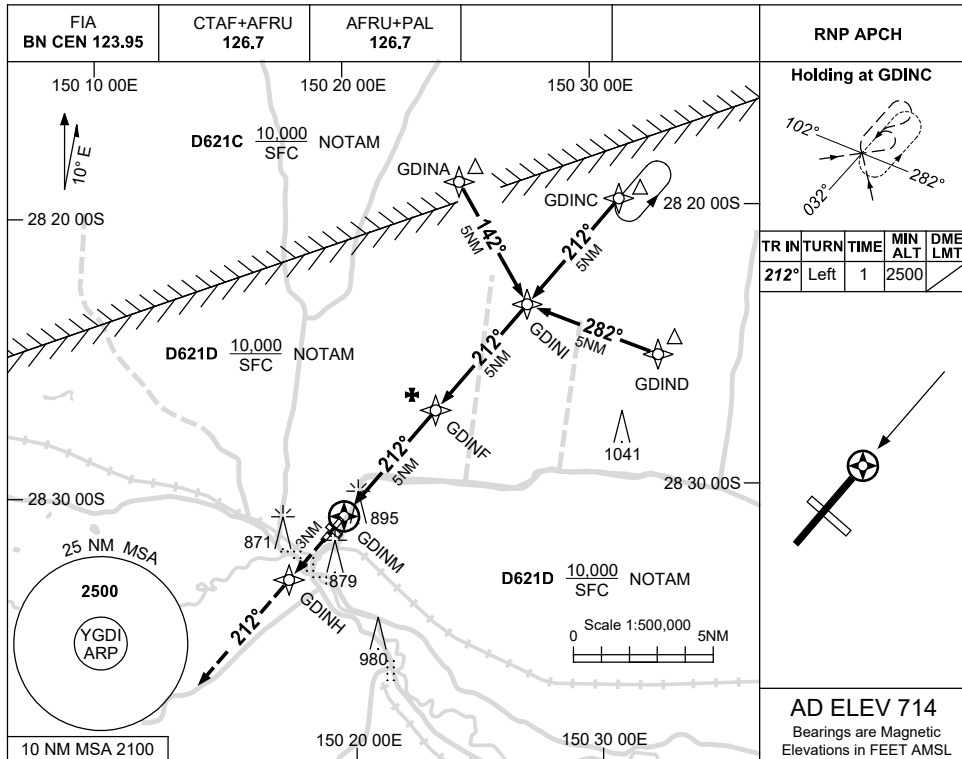 FIA
BN CEN 123.95
CTAF+AFRU
126.7
AFRU+PAL
126.7
RNP APCH
150 10 00E
150 20 00E
150 30 00E
10° E
D621C 10,000 SFC NOTAM
GDINA
GDINC
28 20 00S
28 20 00S
142°
5NM
212°
5NM
282°
5NM
GDINI
GDIND
D621D 10,000 SFC NOTAM
212°
5NM
GDINF
1041
212°
5NM
28 30 00S
28 30 00S
895
871
3NM
GDINM
879
GDINH
212°
980
D621D 10,000 SFC NOTAM
Scale 1:500,000
0 5NM
25 NM MSA
2500
YGDI
ARP
10 NM MSA 2100
150 20 00E
150 30 00E
Holding at GDINC
102°
282°
032°
TR IN TURN TIME MIN ALT DME LMT
212° Left 1 2500
AD ELEV 714
Bearings are Magnetic
Elevations in FEET AMSL